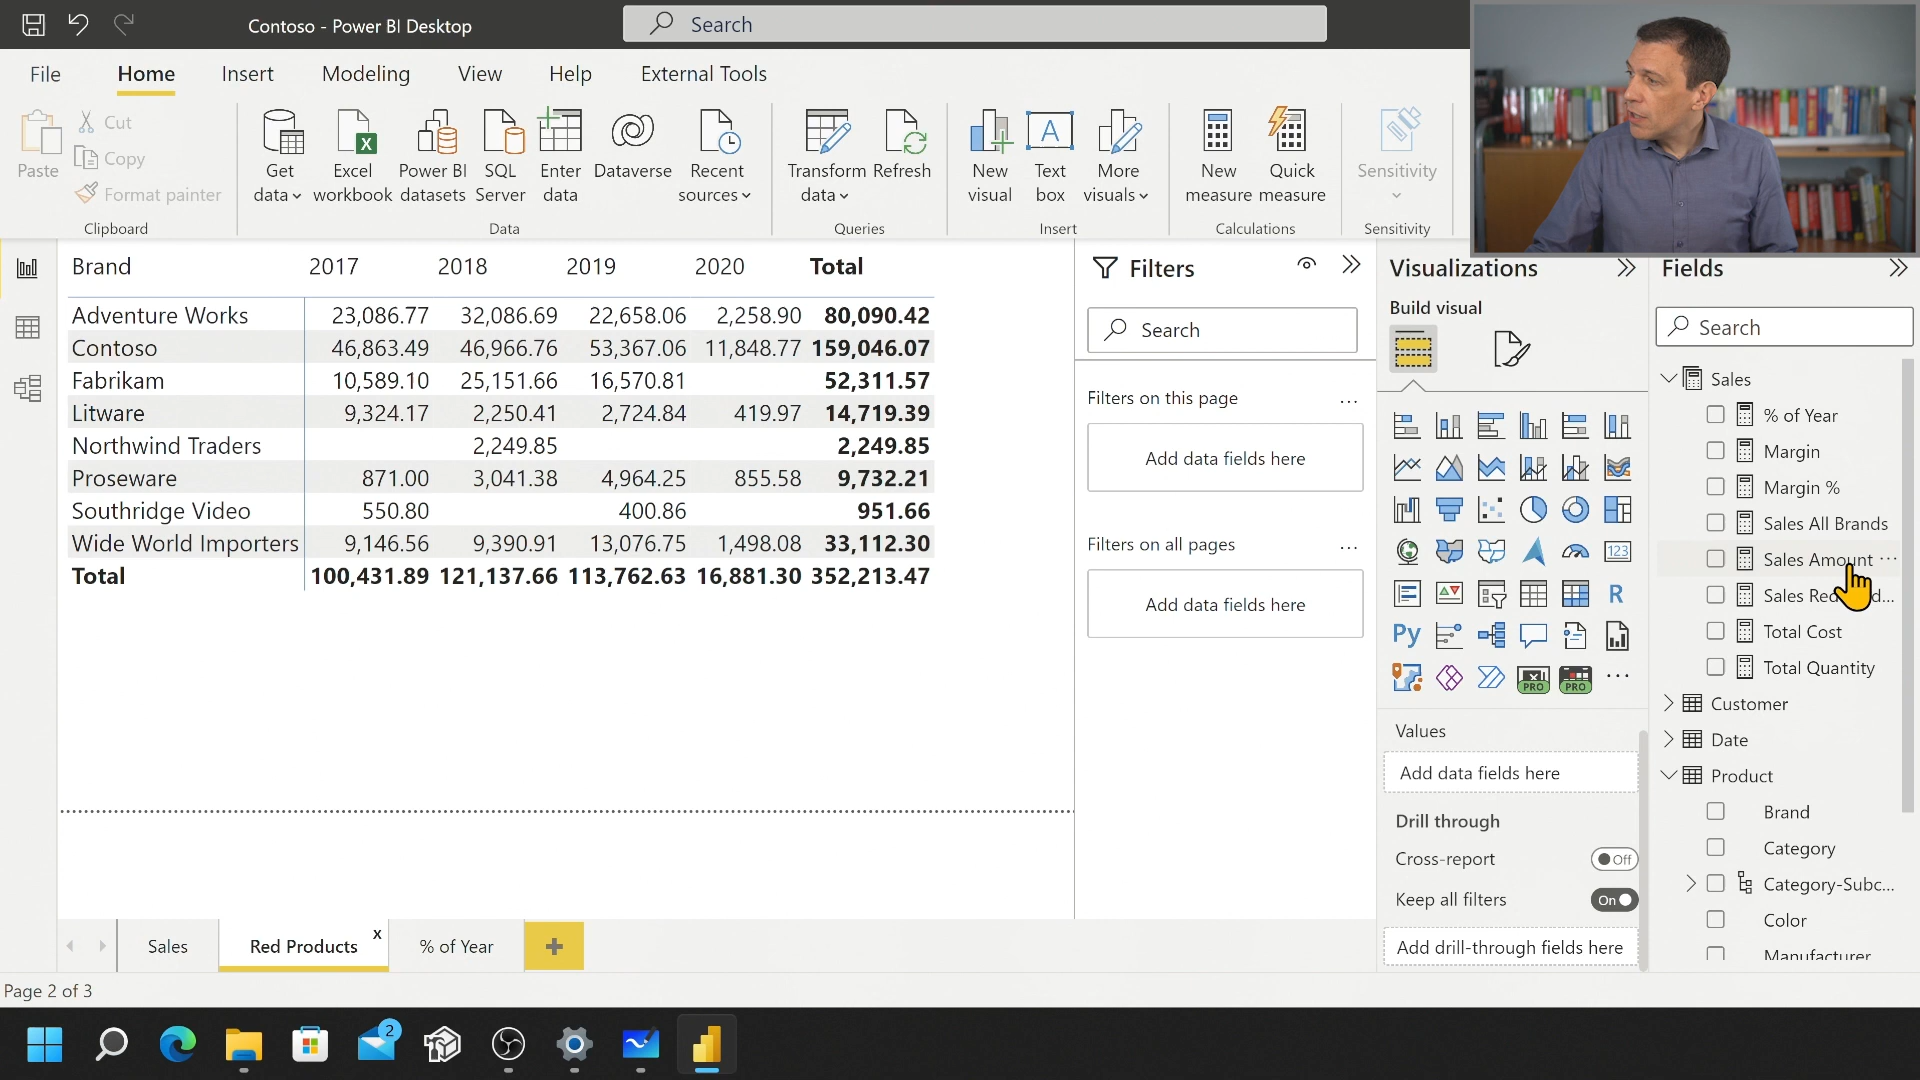 Contoso - Power BI Desktop
Search
File
Home
Insert
Modeling
View
Help
External Tools
Paste
Cut
Copy
Format painter
Clipboard
Get data
Excel workbook
Power BI datasets
SQL Server
Enter data
Dataverse
Recent sources
Data
Transform data
Refresh
Queries
New visual
Text box
More visuals
Insert
New measure
Quick measure
Calculations
Sensitivity
Sensitivity
Brand 2017 2018 2019 2020 Total
Adventure Works 23,086.77 32,086.69 22,658.06 2,258.90 80,090.42
Contoso 46,863.49 46,966.76 53,367.06 11,848.77 159,046.07
Fabrikam 10,589.10 25,151.66 16,570.81 52,311.57
Litware 9,324.17 2,250.41 2,724.84 419.97 14,719.39
Northwind Traders 2,249.85 2,249.85
Proseware 871.00 3,041.38 4,964.25 855.58 9,732.21
Southridge Video 550.80 400.86 951.66
Wide World Importers 9,146.56 9,390.91 13,076.75 1,498.08 33,112.30
Total 100,431.89 121,137.66 113,762.63 16,881.30 352,213.47
Filters
Search
Filters on this page ...
Add data fields here
Filters on all pages ...
Add data fields here
Visualizations
Build visual
123
R
Py
PRO
PRO
...
Values
Add data fields here
Drill through
Cross-report Off
Keep all filters On
Add drill-through fields here
Fields
Search
Sales
% of Year
Margin
Margin %
Sales All Brands
Sales Amount ...
Sales Re
Total Cost
Total Quantity
Customer
Date
Product
Brand
Category
Category-Subc...
Color
Manufacturer
Sales
Red Products x
% of Year
+
Page 2 of 3
2